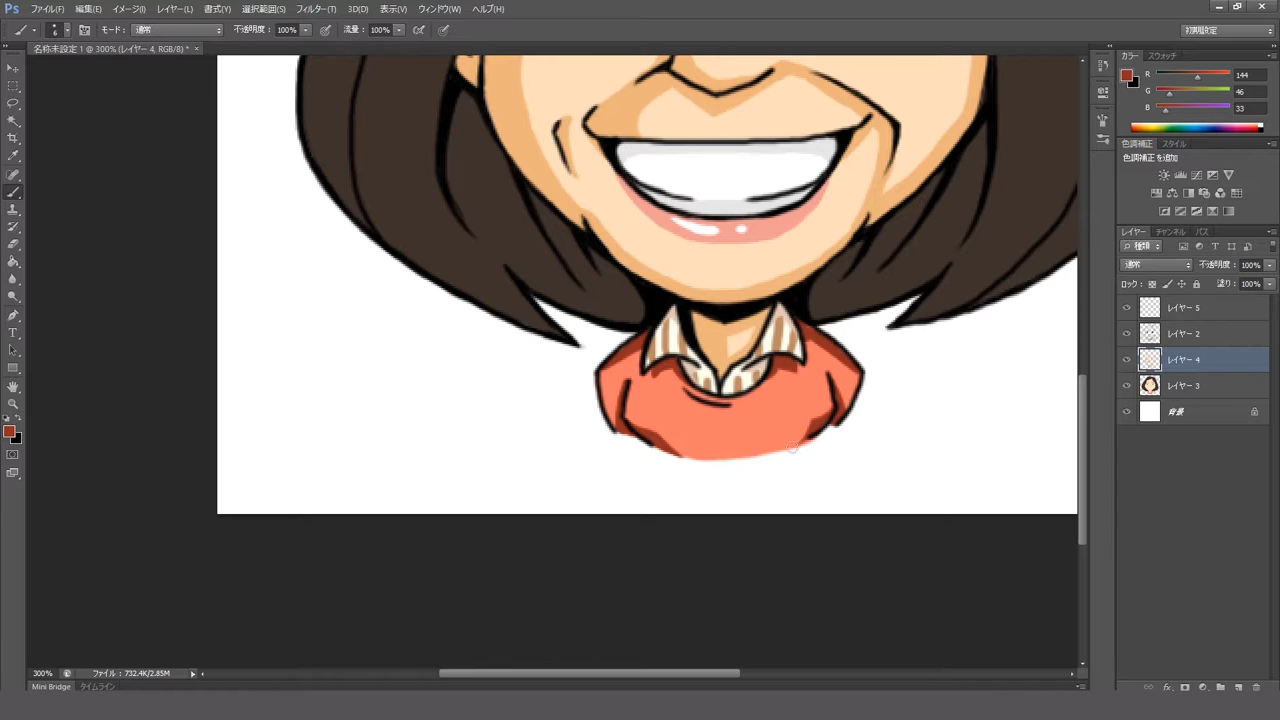 Ps ファイル(F) 編集(E) イメージ(I) レイヤー(L) 書式(Y) 選択範囲(S) フィルター(T) 3D(D) 表示(V) ウィンドウ(W) ヘルプ(H)
6 モード: 通常 不透明度: 100% 流量: 100% 初期設定
名称未設定 1 @ 300% (レイヤー 4, RGB/8) *
カラー スウォッチ
R 144
G 46
B 33
色調補正 スタイル
色調補正を追加
レイヤー チャンネル パス
種類
通常 不透明度: 100%
ロック: 塗り: 100%
レイヤー 5
レイヤー 2
レイヤー 4
レイヤー 3
背景
300% ファイル : 732.4K/2.85M
Mini Bridge タイムライン
fx